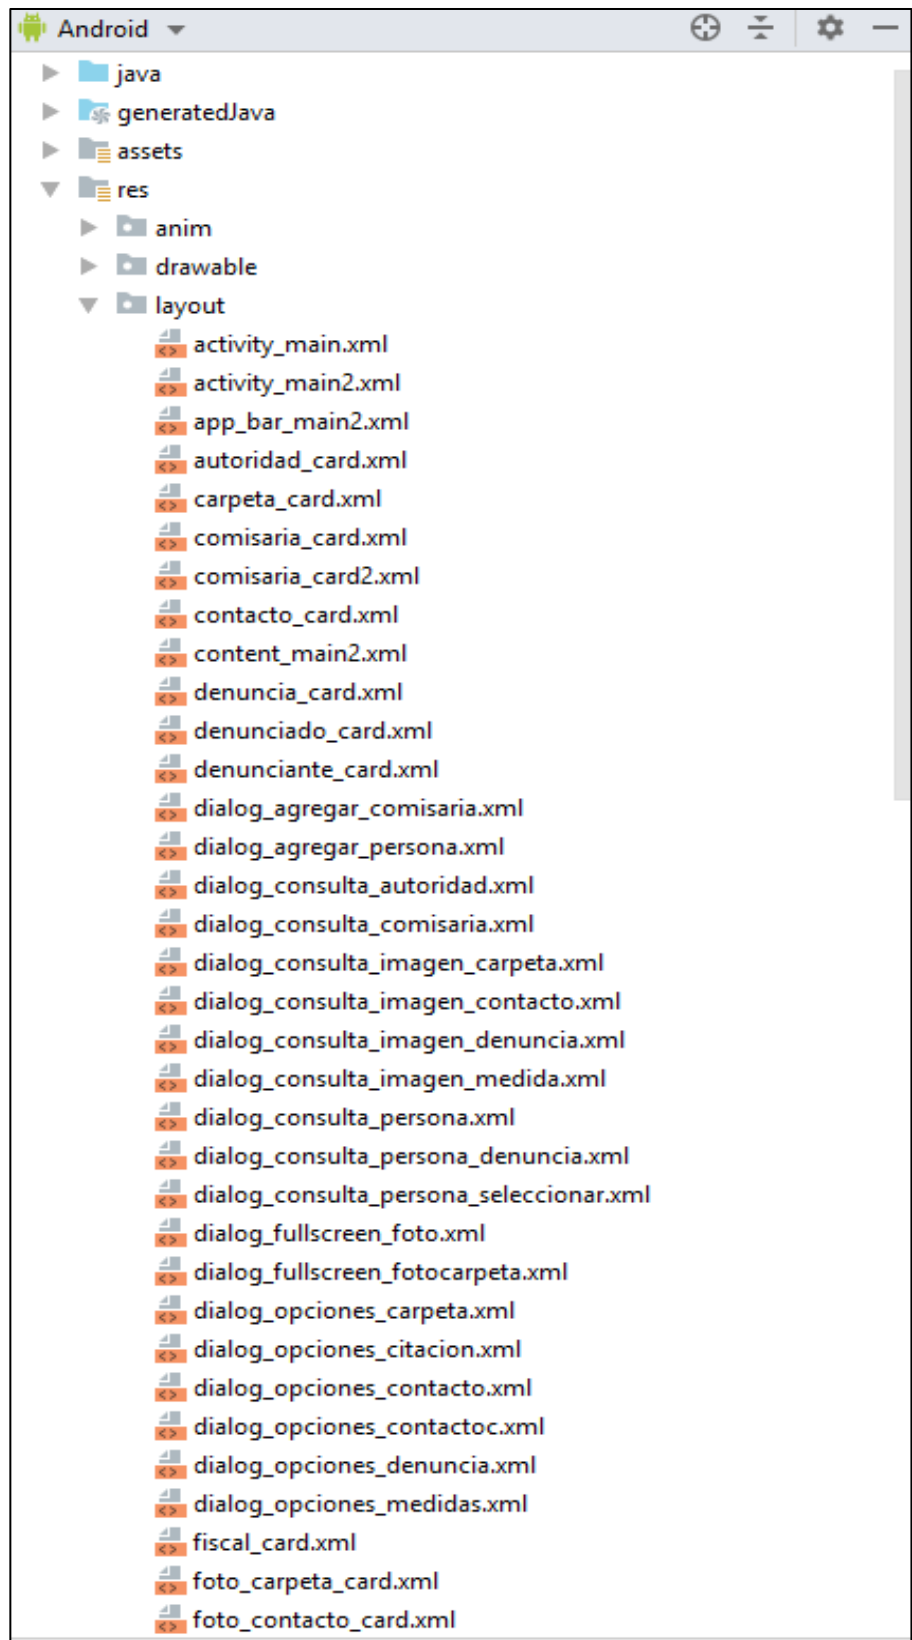 Android
java
generatedJava
assets
res
anim
drawable
layout
activity_main.xml
activity_main2.xml
app_bar_main2.xml
autoridad_card.xml
carpeta_card.xml
comisaria_card.xml
comisaria_card2.xml
contacto_card.xml
content_main2.xml
denuncia_card.xml
denunciado_card.xml
denunciante_card.xml
dialog_agregar_comisaria.xml
dialog_agregar_persona.xml
dialog_consulta_autoridad.xml
dialog_consulta_comisaria.xml
dialog_consulta_imagen_carpeta.xml
dialog_consulta_imagen_contacto.xml
dialog_consulta_imagen_denuncia.xml
dialog_consulta_imagen_medida.xml
dialog_consulta_persona.xml
dialog_consulta_persona_denuncia.xml
dialog_consulta_persona_seleccionar.xml
dialog_fullscreen_foto.xml
dialog_fullscreen_fotocarpeta.xml
dialog_opciones_carpeta.xml
dialog_opciones_citacion.xml
dialog_opciones_contacto.xml
dialog_opciones_contactoc.xml
dialog_opciones_denuncia.xml
dialog_opciones_medidas.xml
fiscal_card.xml
foto_carpeta_card.xml
foto_contacto_card.xml